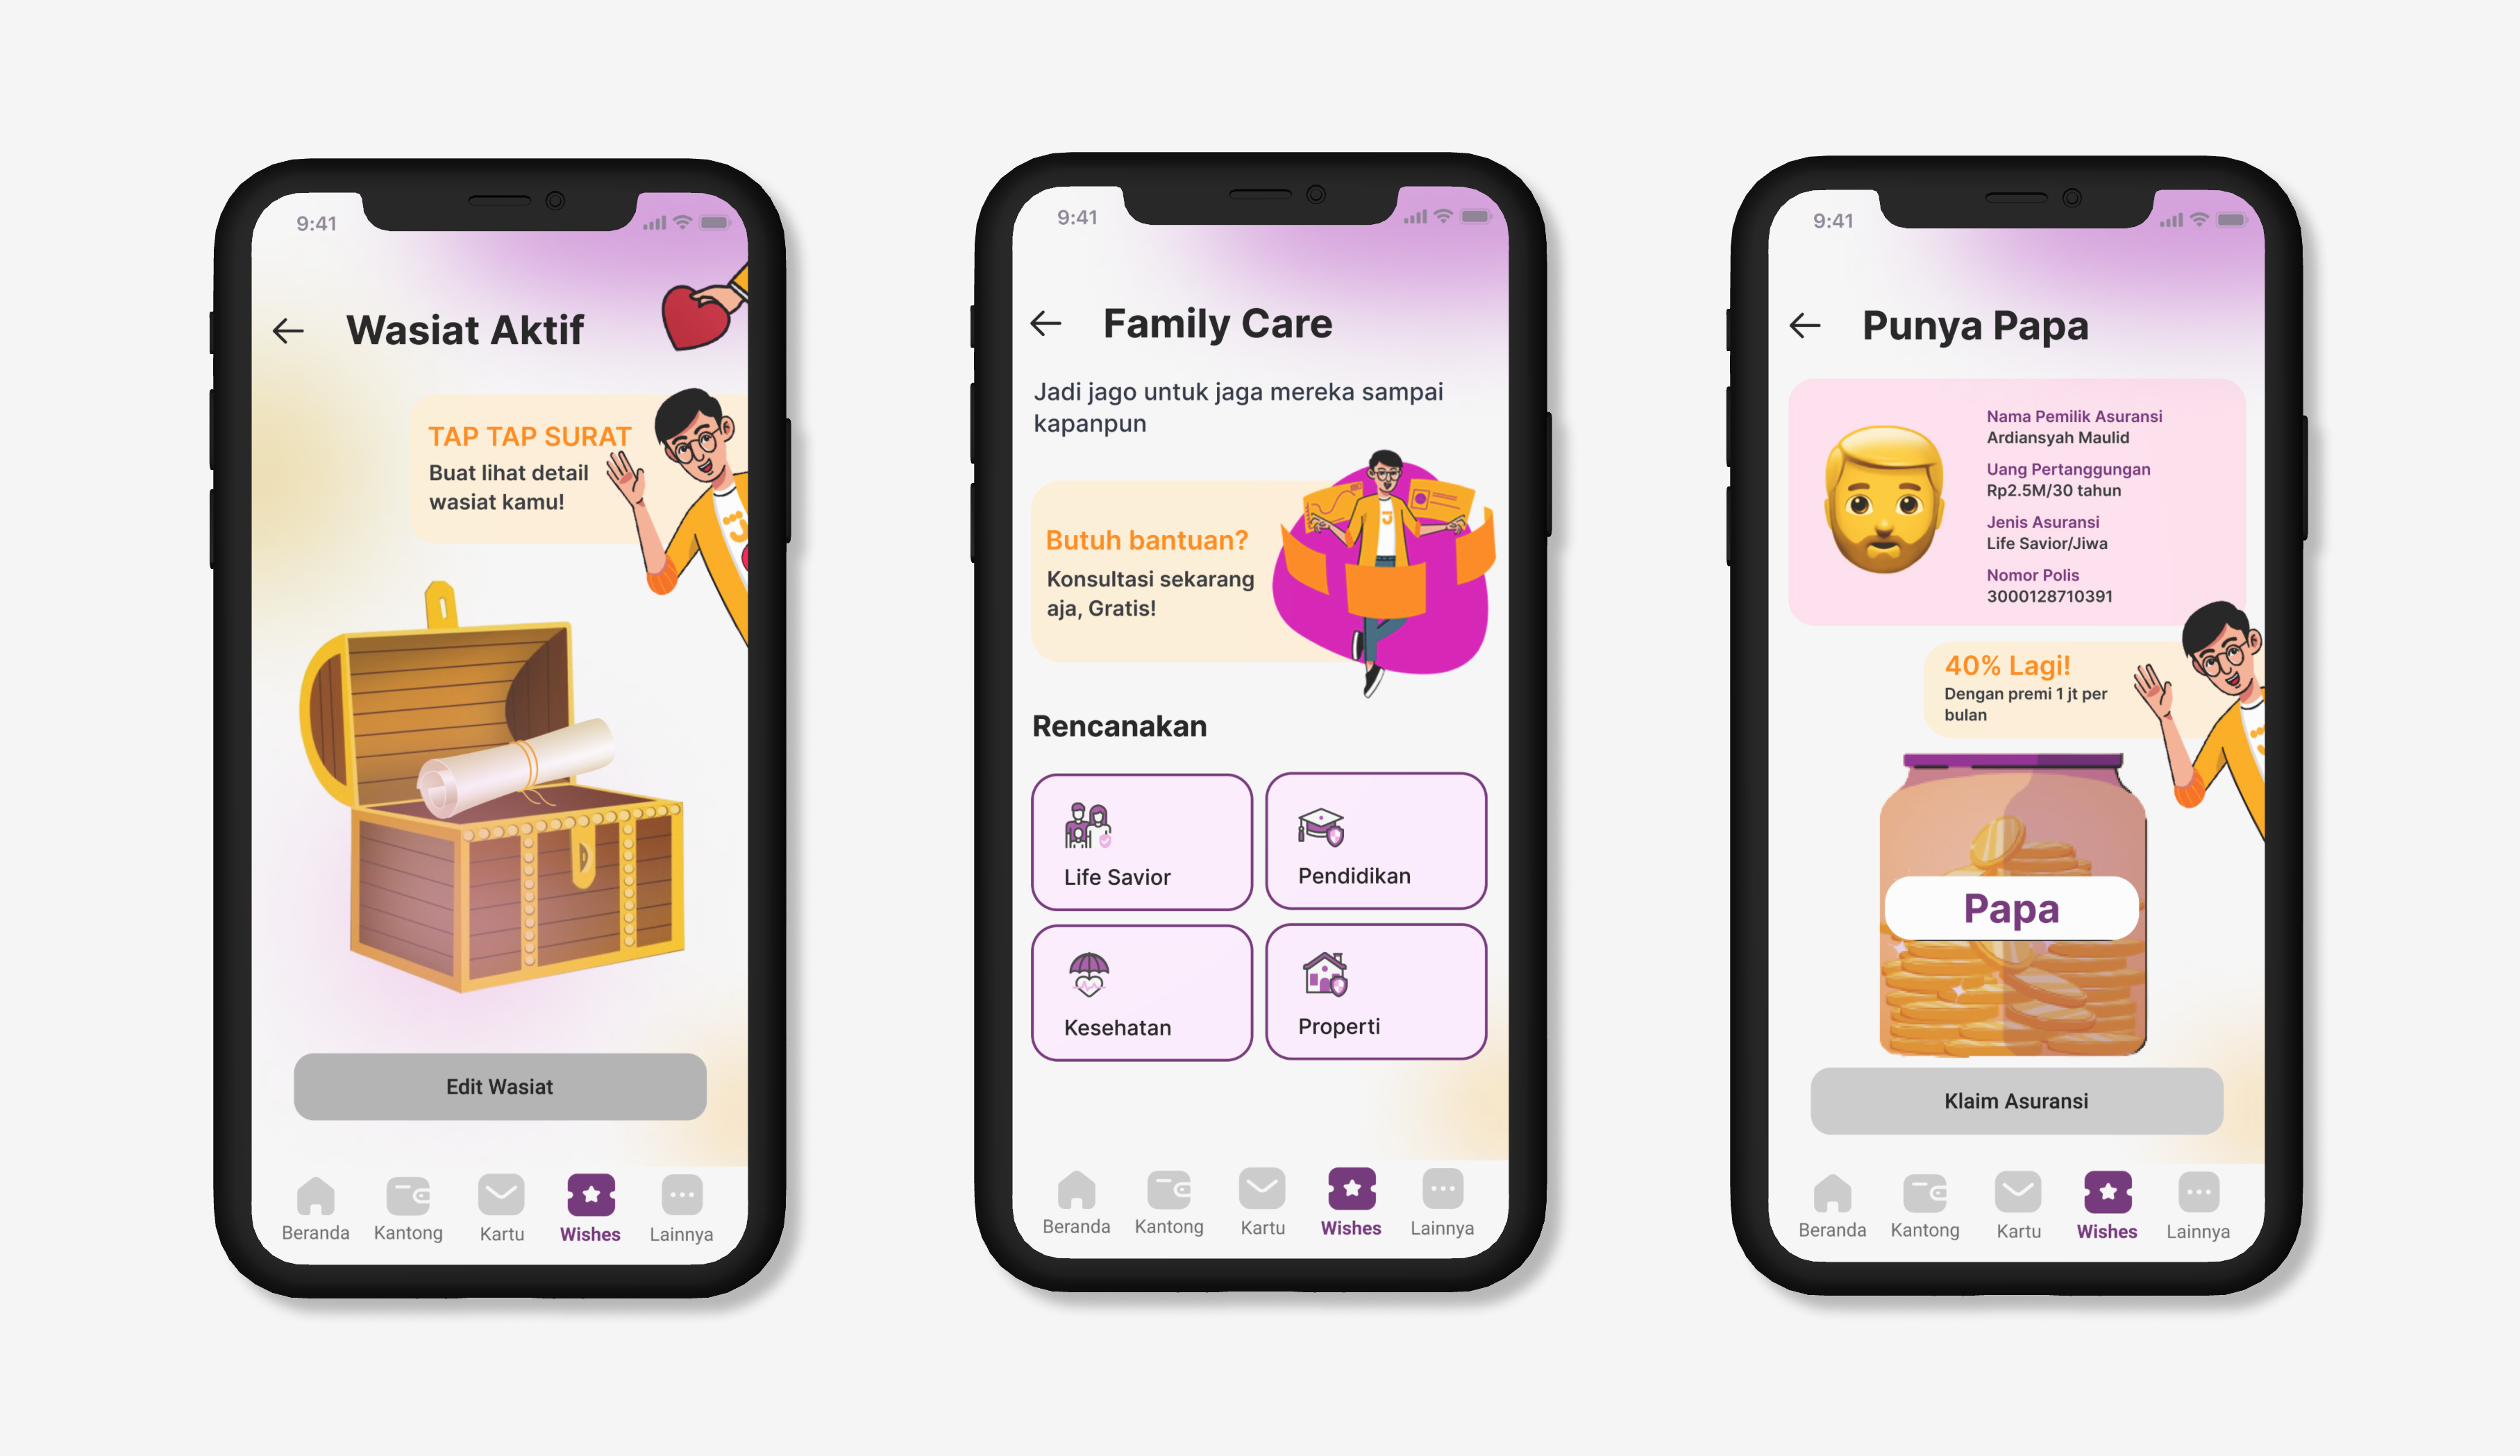 9:41
Wasiat Aktif
TAP TAP SURAT
Buat lihat detail
wasiat kamu!
Edit Wasiat
Beranda
Kantong
Kartu
Wishes
Lainnya
9:41
Family Care
Jadi jago untuk jaga mereka sampai
kapanpun
Butuh bantuan?
Konsultasi sekarang
aja, Gratis!
Rencanakan
Life Savior
Pendidikan
Kesehatan
Properti
Beranda
Kantong
Kartu
Wishes
Lainnya
9:41
Punya Papa
Nama Pemilik Asuransi
Ardiansyah Maulid
Uang Pertanggungan
Rp2.5M/30 tahun
Jenis Asuransi
Life Savior/Jiwa
Nomor Polis
3000128710391
40% Lagi!
Dengan premi 1 jt per
bulan
Papa
Klaim Asuransi
Beranda
Kantong
Kartu
Wishes
Lainnya